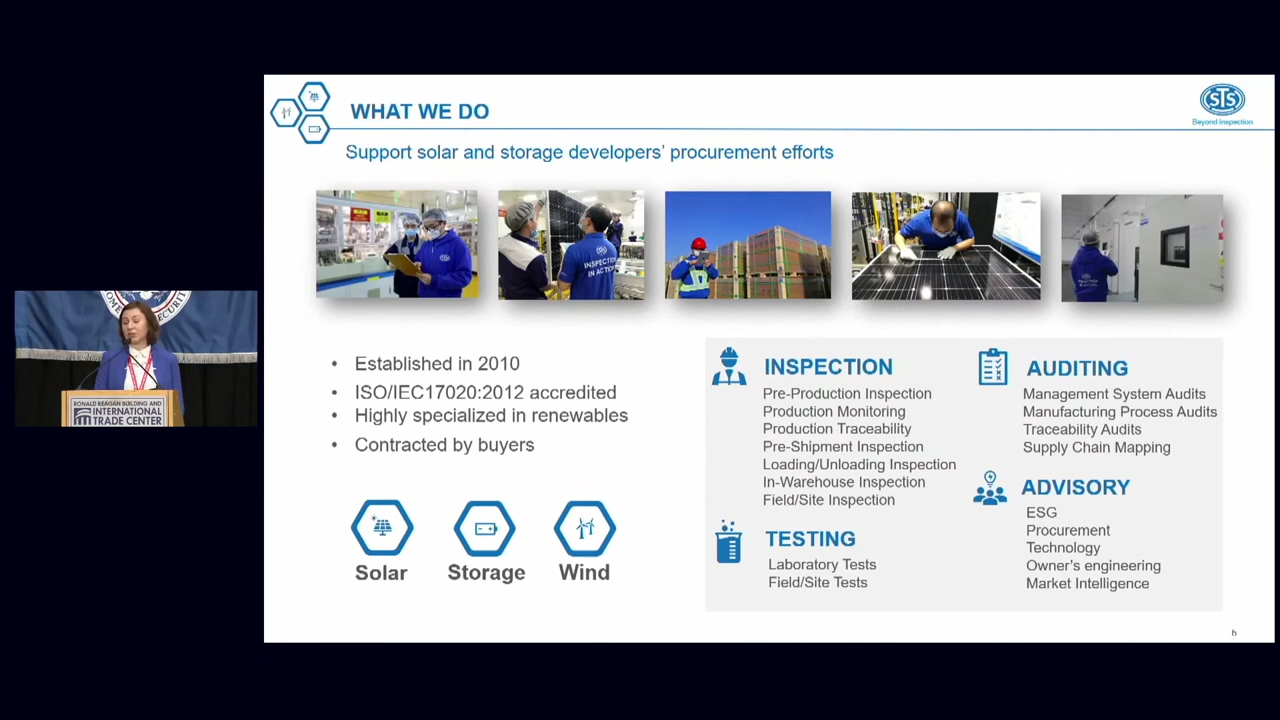 WHAT WE DO
STS
Beyond Inspection
Support solar and storage developers' procurement efforts
INSPECTION
IN ACTION
• Established in 2010
• ISO/IEC17020:2012 accredited
• Highly specialized in renewables
• Contracted by buyers
Solar
Storage
Wind
INSPECTION
Pre-Production Inspection
Production Monitoring
Production Traceability
Pre-Shipment Inspection
Loading/Unloading Inspection
In-Warehouse Inspection
Field/Site Inspection
TESTING
Laboratory Tests
Field/Site Tests
AUDITING
Management System Audits
Manufacturing Process Audits
Traceability Audits
Supply Chain Mapping
ADVISORY
ESG
Procurement
Technology
Owner's engineering
Market Intelligence
6
RONALD REAGAN BUILDING AND
INTERNATIONAL
TRADE CENTER